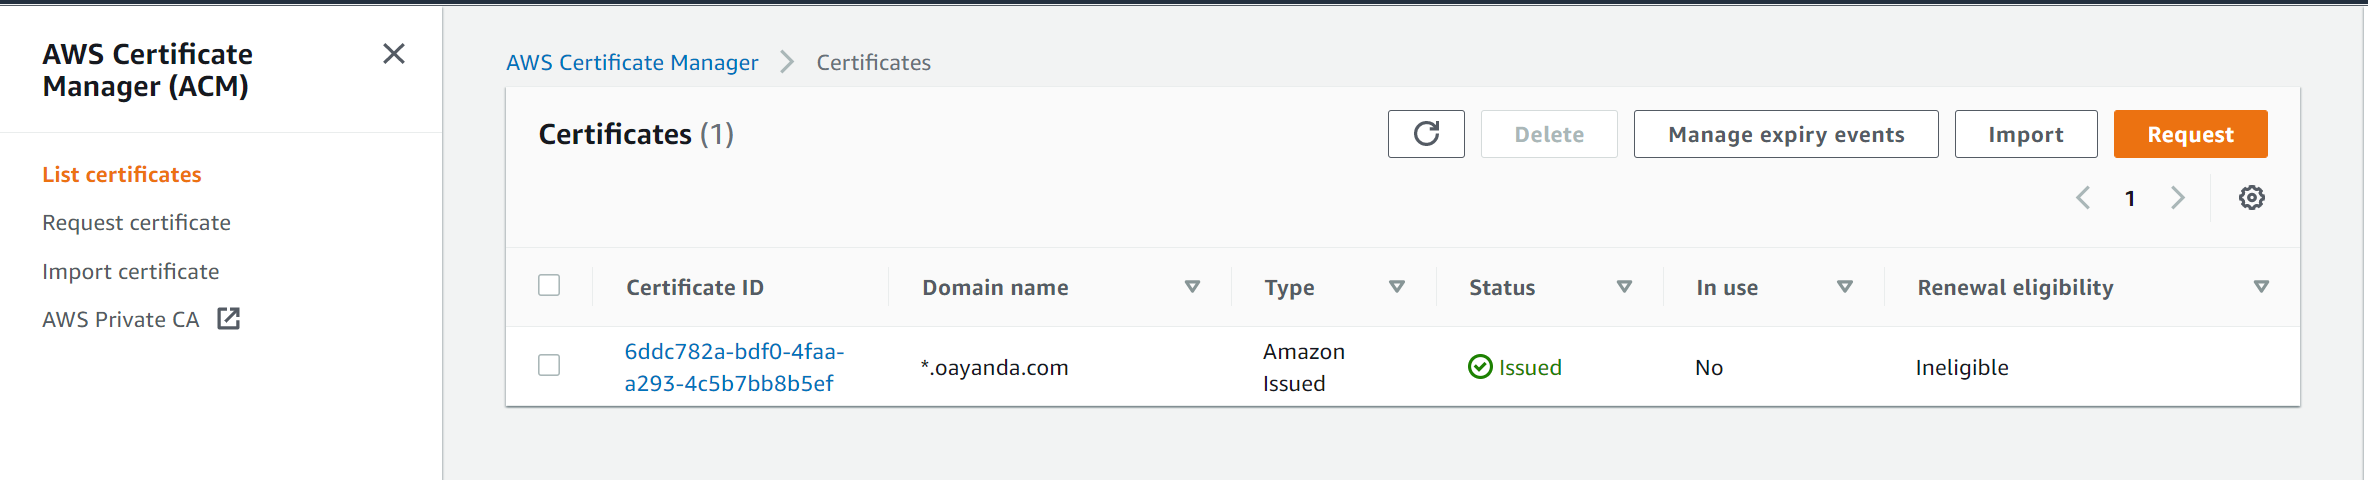 AWS Certificate
Manager (ACM)
List certificates
Request certificate
Import certificate
AWS Private CA
AWS Certificate Manager
Certificates
Certificates (1)
Delete
Manage expiry events
Import
Request
1
Certificate ID
Domain name
Type
Status
In use
Renewal eligibility
6ddc782a-bdf0-4faa-
a293-4c5b7bb8b5ef
*.oayanda.com
Amazon
Issued
Issued
No
Ineligible